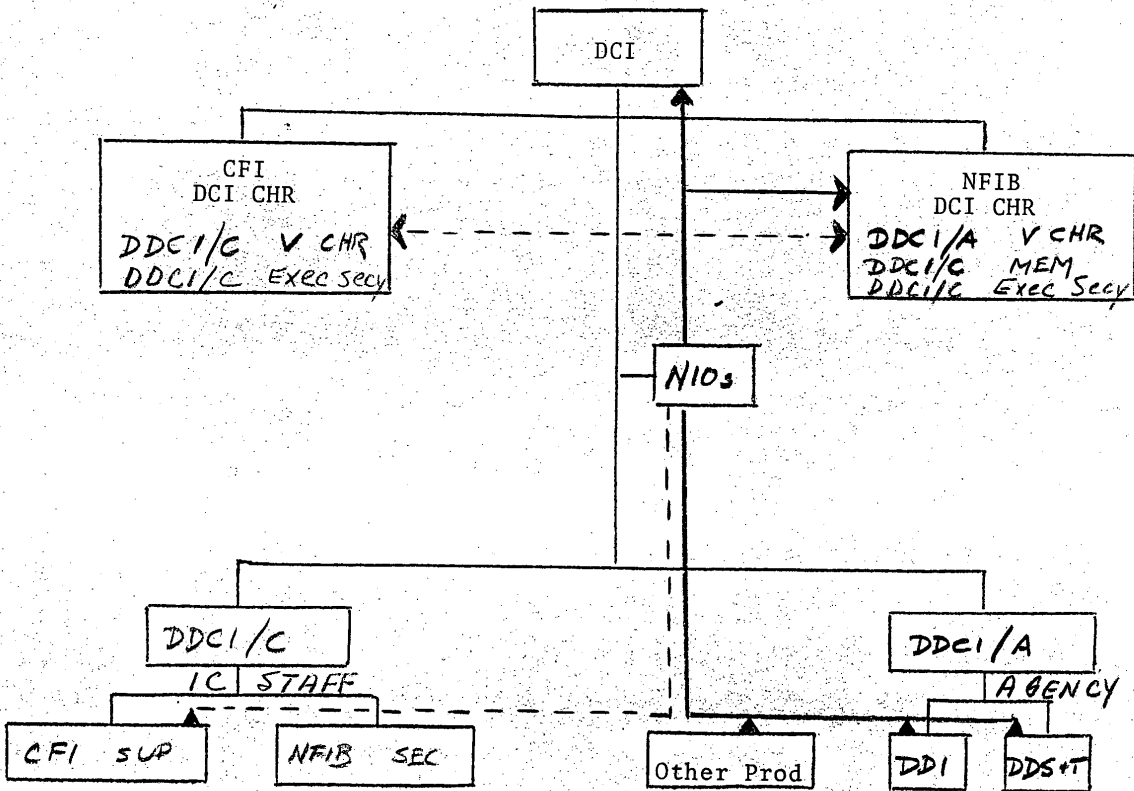 DCI
CFI
DCI CHR
DDCI/C V CHR
DDCI/C Exec Secy
NFIB
DCI CHR
DDCI/A V CHR
DDCI/C MEM
DDCI/C Exec Secy
NIOs
DDCI/C
DDCI/A
IC STAFF
AGENCY
CFI SUP
NFIB SEC
Other Prod
DDI
DDS+T